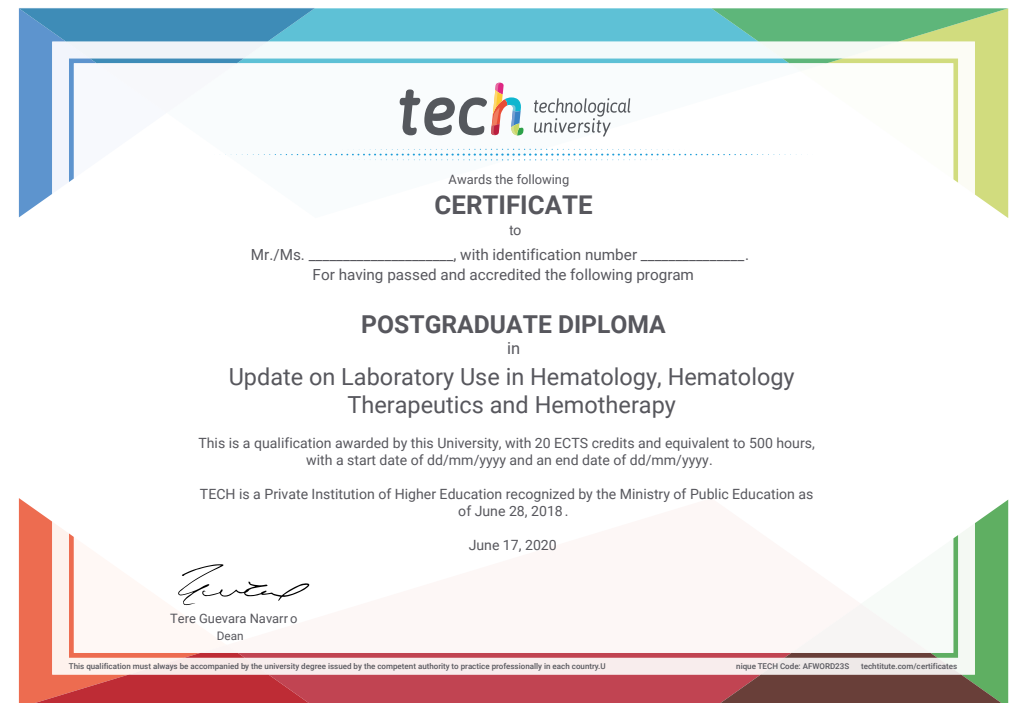 tech technological
university
Awards the following
CERTIFICATE
to
Mr./Ms. ____________________, with identification number ______________.
For having passed and accredited the following program
POSTGRADUATE DIPLOMA
in
Update on Laboratory Use in Hematology, Hematology
Therapeutics and Hemotherapy
This is a qualification awarded by this University, with 20 ECTS credits and equivalent to 500 hours,
with a start date of dd/mm/yyyy and an end date of dd/mm/yyyy.
TECH is a Private Institution of Higher Education recognized by the Ministry of Public Education as
of June 28, 2018.
June 17, 2020
Tere Guevara Navarro
Dean
This qualification must always be accompanied by the university degree issued by the competent authority to practice professionally in each country.U nique TECH Code: AFWORD23S techtitute.com/certificates